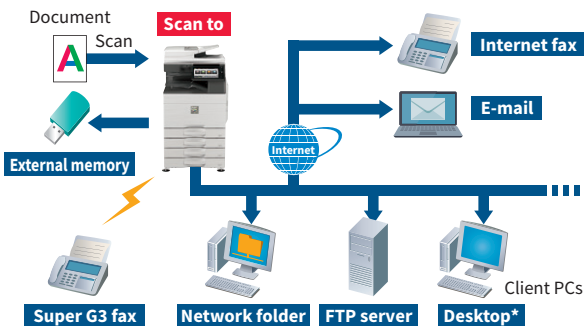 Document
Scan
A
Scan to
Internet fax
E-mail
External memory
Internet
Client PCs
Super G3 fax
Network folder
FTP server
Desktop*